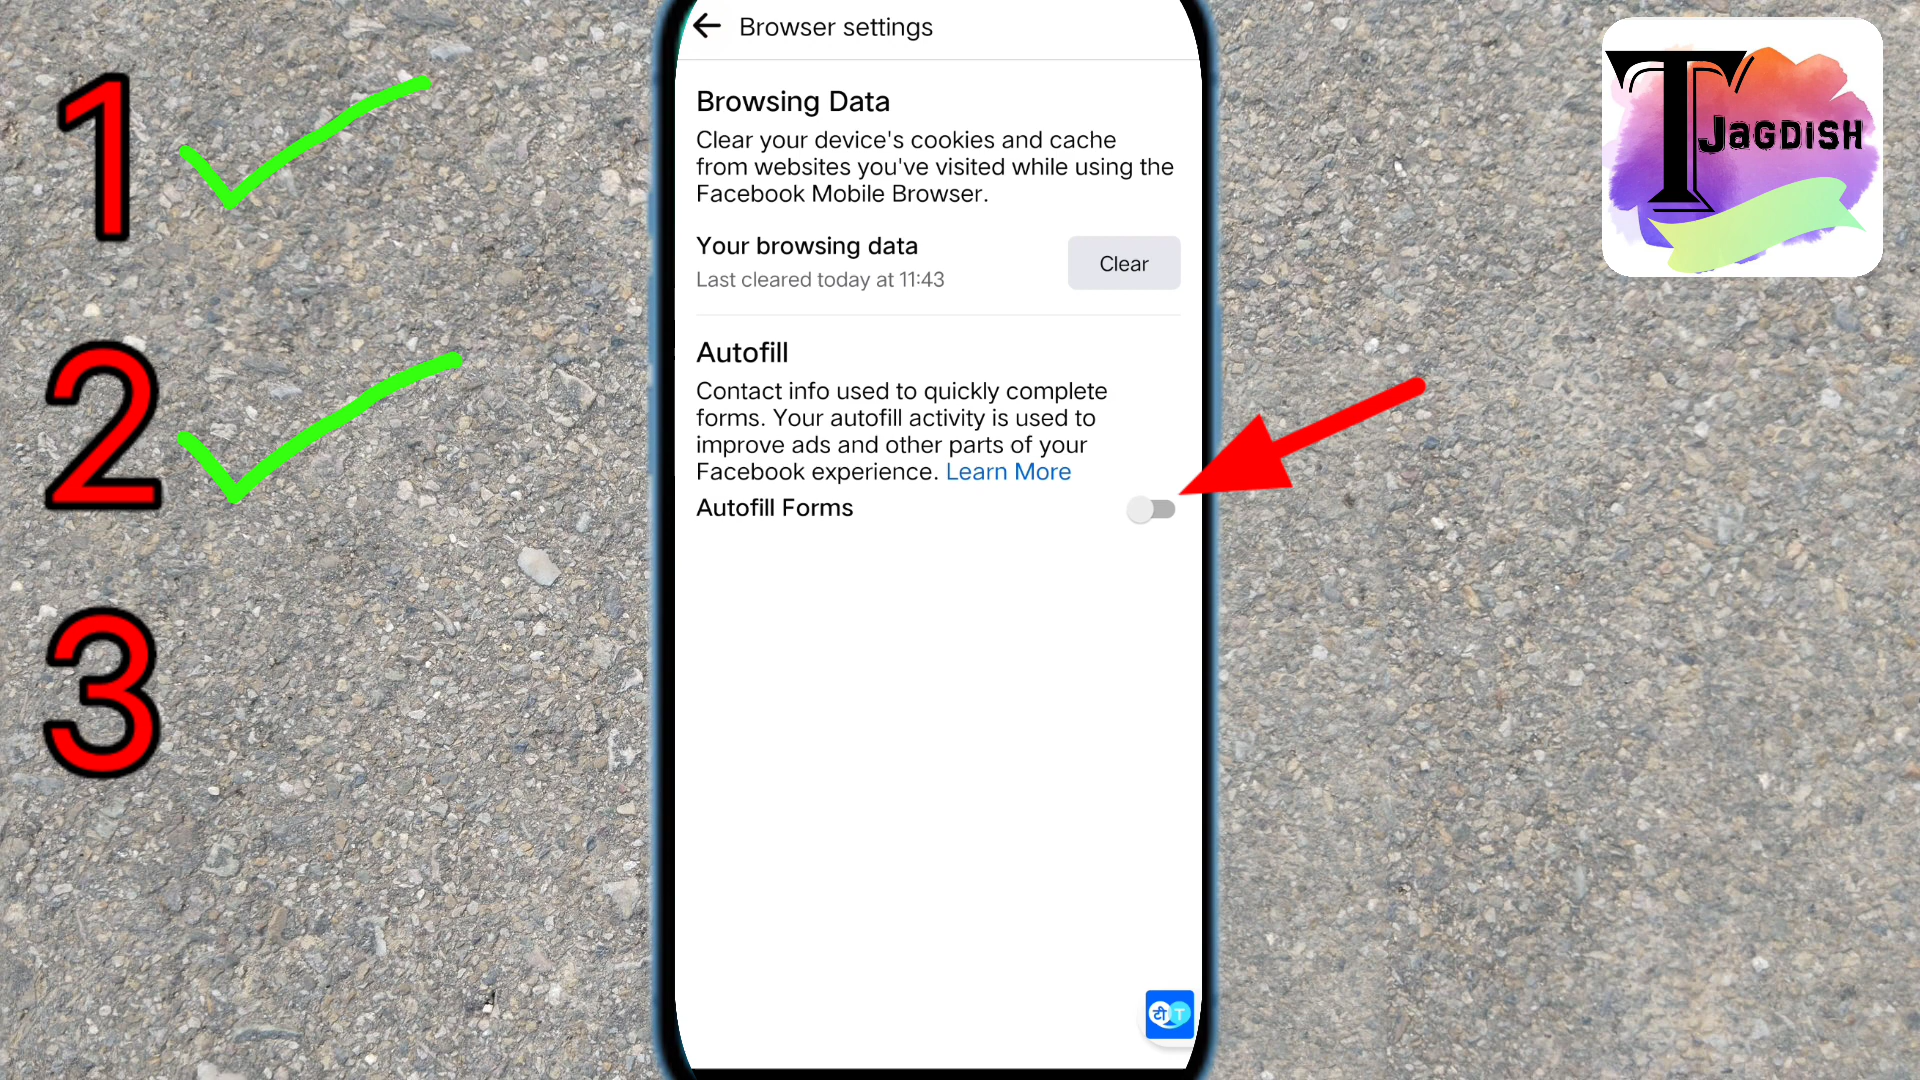 1
2
3
Browser settings
Browsing Data
Clear your device's cookies and cache
from websites you've visited while using the
Facebook Mobile Browser.
Your browsing data
Last cleared today at 11:43
Clear
Autofill
Contact info used to quickly complete
forms. Your autofill activity is used to
improve ads and other parts of your
Facebook experience. Learn More
Autofill Forms
टी T
T
JAGDISH